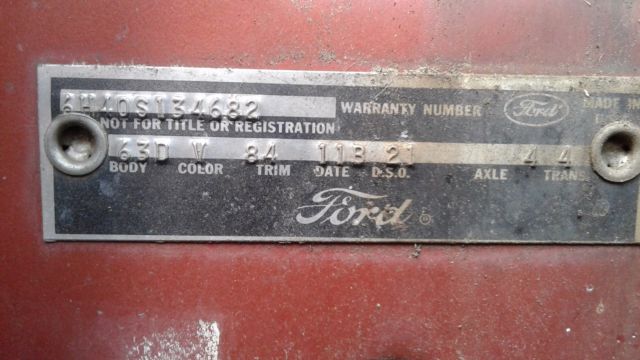 6H40S134682 WARRANTY NUMBER Ford MADE IN
NOT FOR TITLE OR REGISTRATION
63D V 84 11B 21 4 4
BODY COLOR TRIM DATE D.S.O. AXLE TRANS
Ford ®